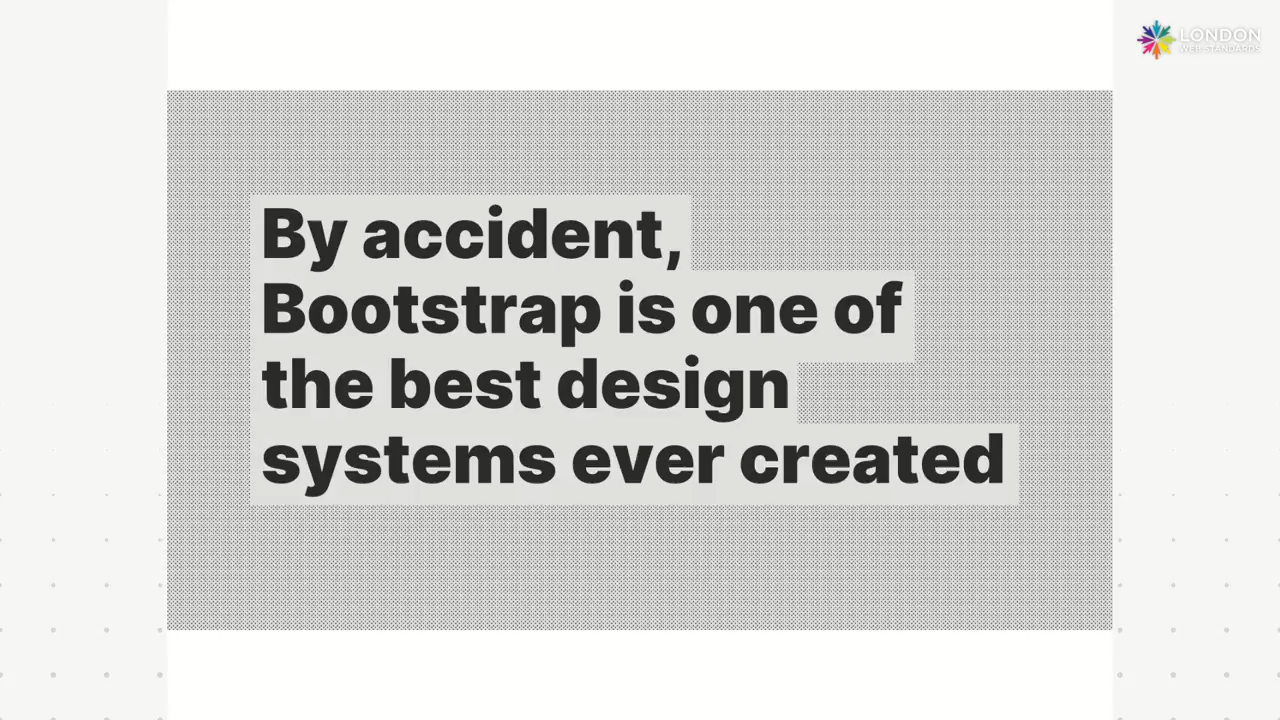 LONDON
WEB STANDARDS
By accident,
Bootstrap is one of
the best design
systems ever created